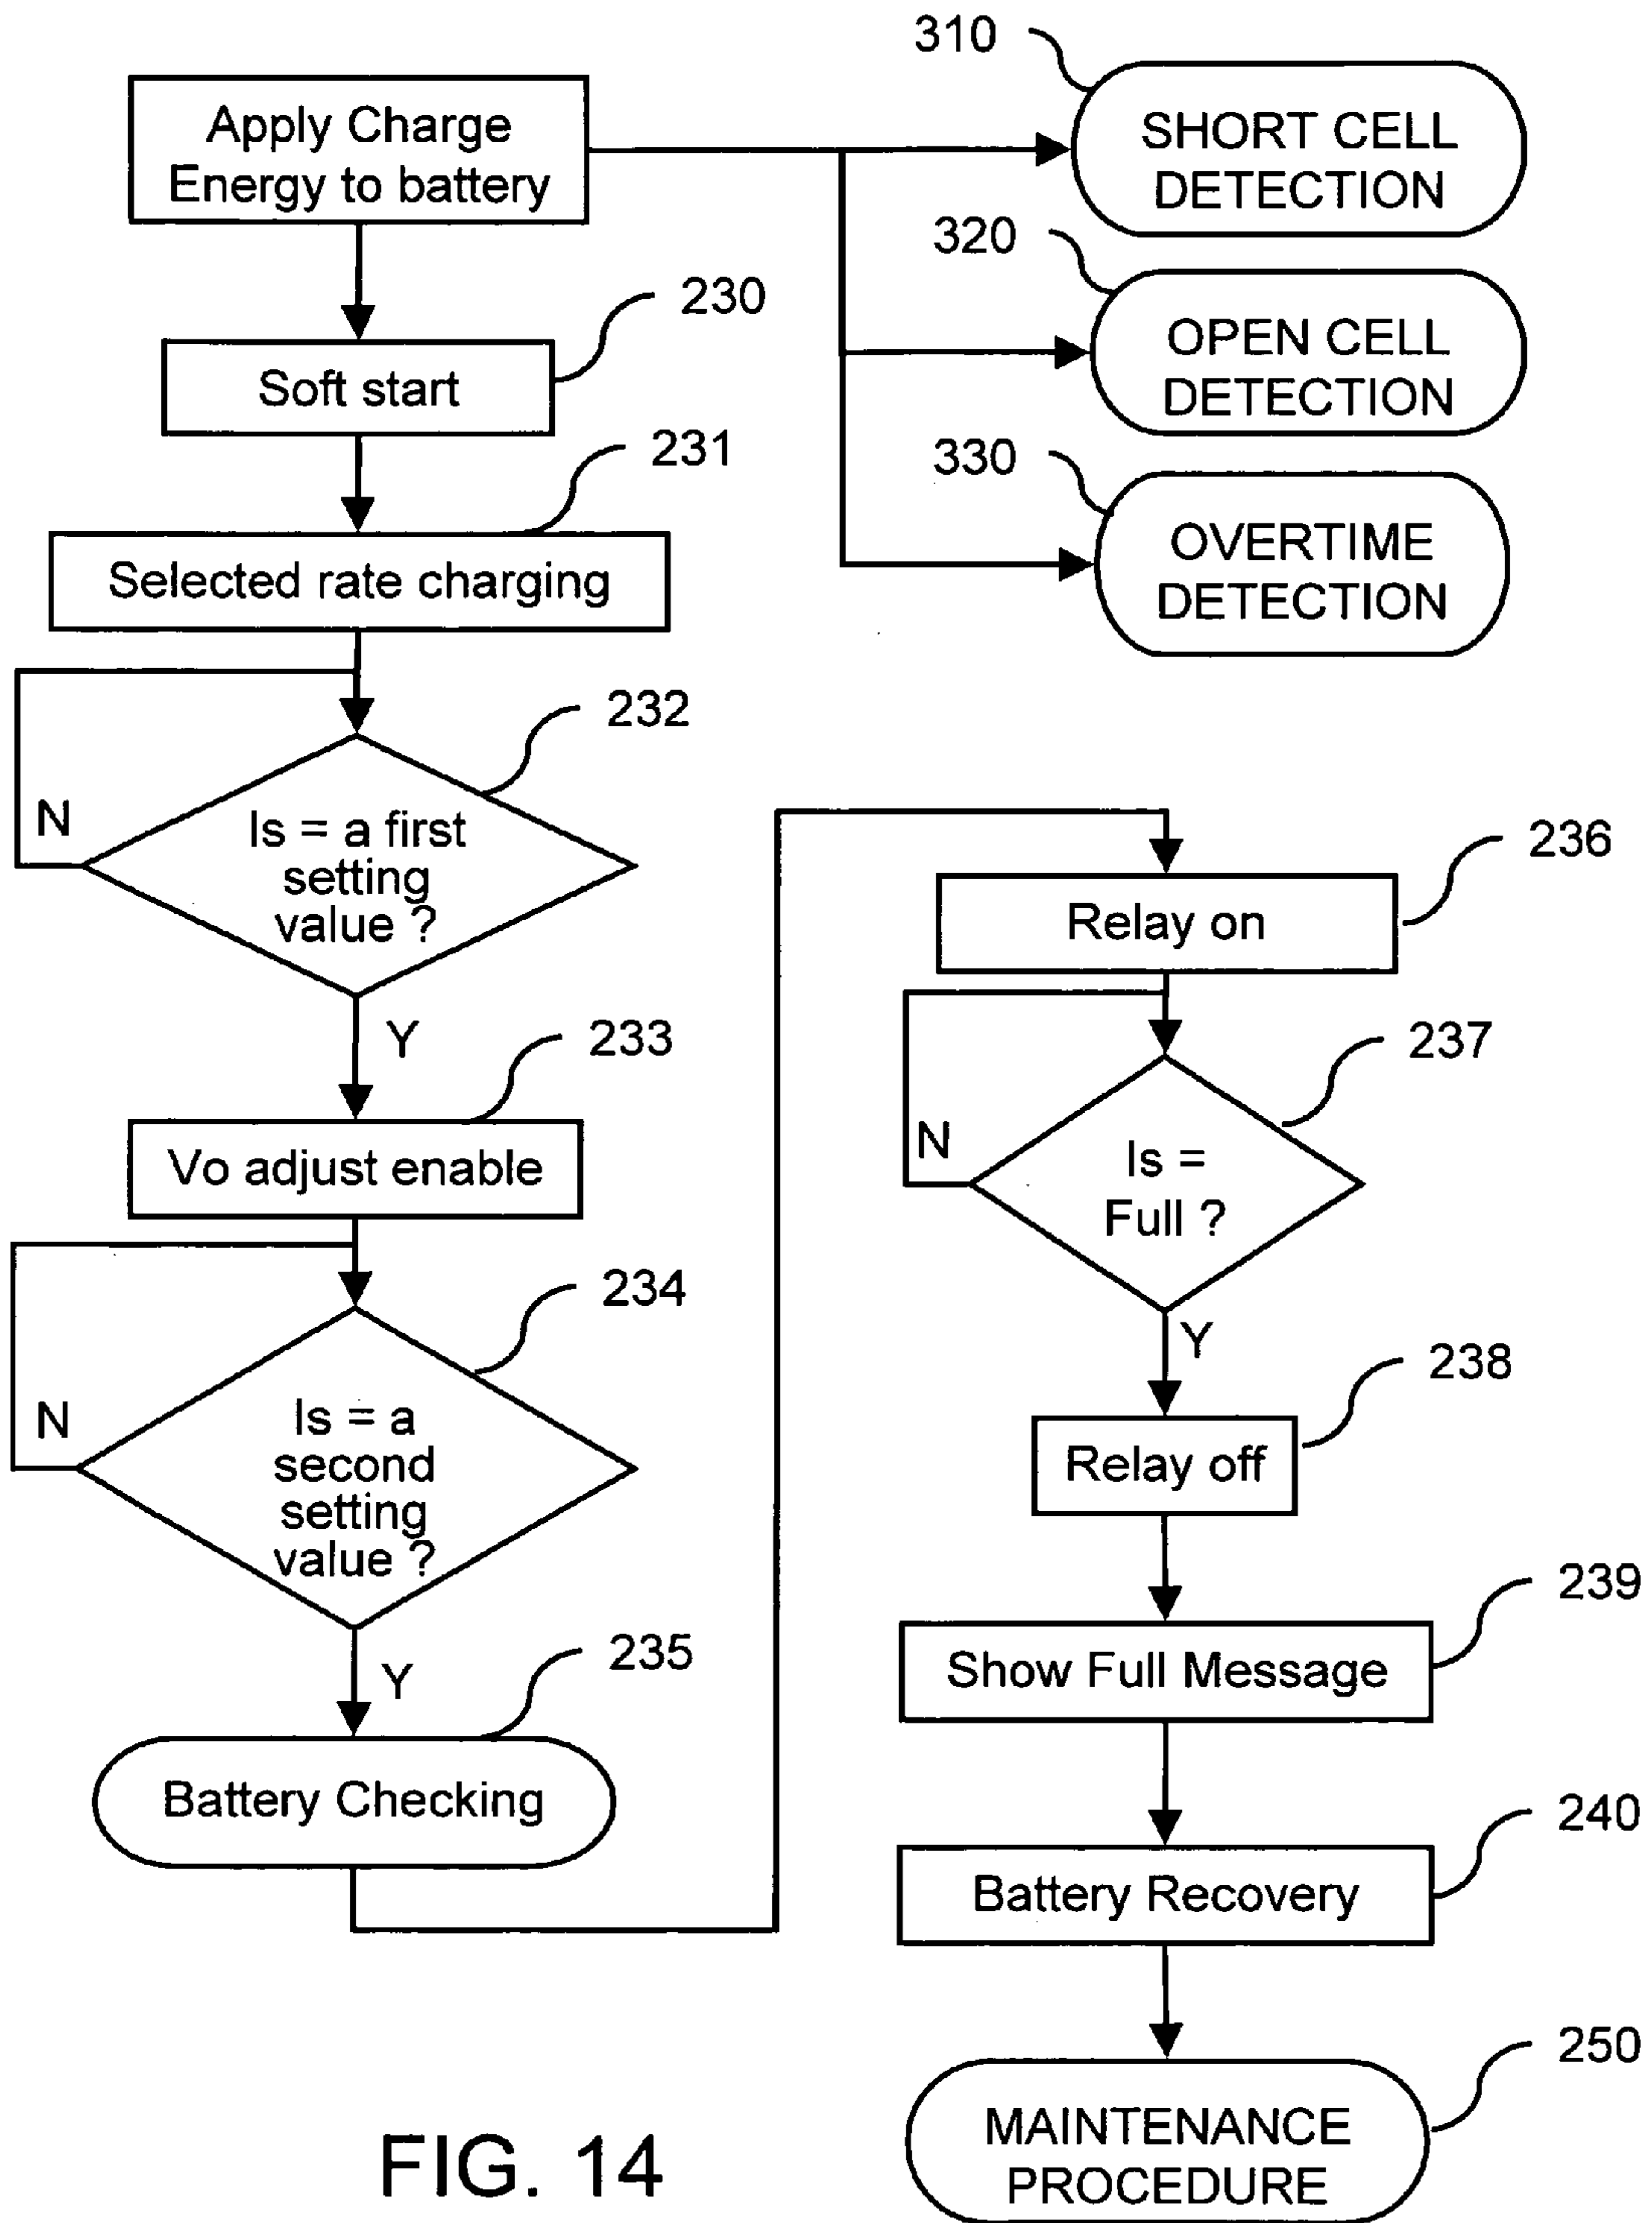 310
Apply Charge
Energy to battery
SHORT CELL
DETECTION
320
230
OPEN CELL
DETECTION
Soft start
231
330
Selected rate charging
OVERTIME
DETECTION
232
N
Is = a first
setting
value ?
Y
233
Vo adjust enable
234
N
Is = a
second
setting
value ?
Y
235
Battery Checking
236
Relay on
237
N
Is =
Full ?
Y
238
Relay off
239
Show Full Message
240
Battery Recovery
250
MAINTENANCE
PROCEDURE
FIG. 14